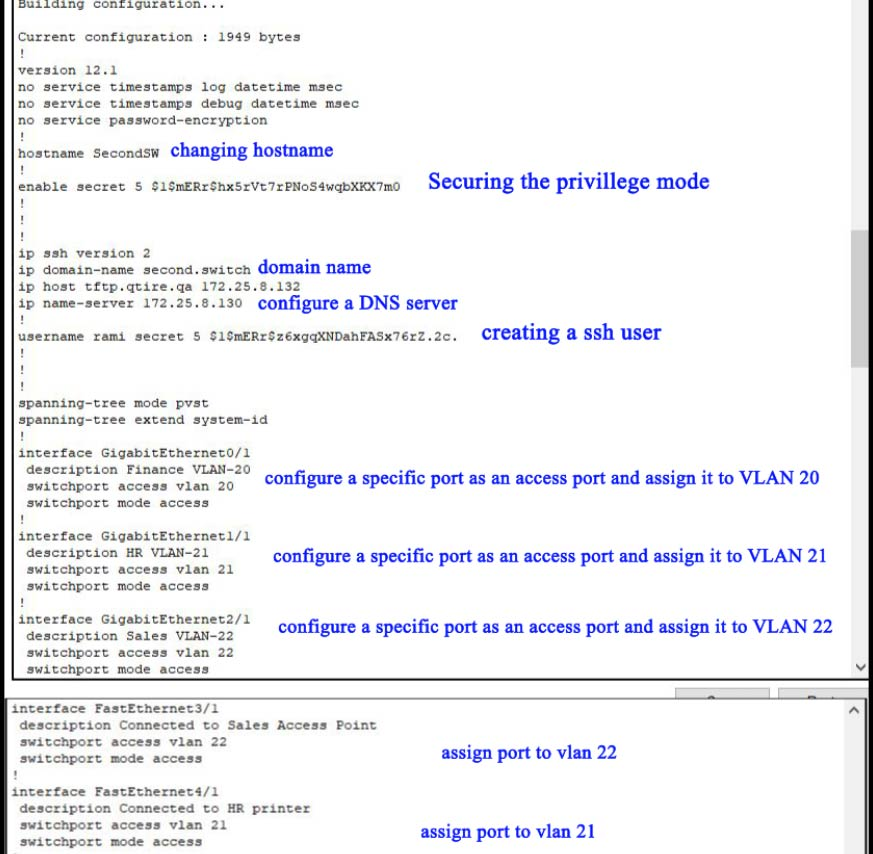 Building configuration...
Current configuration : 1949 bytes
!
version 12.1
no service timestamps log datetime msec
no service timestamps debug datetime msec
no service password-encryption
!
hostname SecondSW changing hostname
!
enable secret 5 $1$mERr$hx5rVt7rPNoS4wqbXKX7m0 Securing the privillege mode
!
!
!
ip ssh version 2
ip domain-name second.switch domain name
ip host tftp.qtire.qa 172.25.8.132
ip name-server 172.25.8.130 configure a DNS server
!
username rami secret 5 $1$mERr$z6xgqXNDahFASx76rZ.2c. creating a ssh user
!
!
!
spanning-tree mode pvst
spanning-tree extend system-id
!
interface GigabitEthernet0/1
description Finance VLAN-20
switchport access vlan 20 configure a specific port as an access port and assign it to VLAN 20
switchport mode access
!
interface GigabitEthernet1/1
description HR VLAN-21 configure a specific port as an access port and assign it to VLAN 21
switchport access vlan 21
switchport mode access
!
interface GigabitEthernet2/1
description Sales VLAN-22 configure a specific port as an access port and assign it to VLAN 22
switchport access vlan 22
switchport mode access
interface FastEthernet3/1
description Connected to Sales Access Point
switchport access vlan 22
switchport mode access assign port to vlan 22
!
interface FastEthernet4/1
description Connected to HR printer
switchport access vlan 21
switchport mode access assign port to vlan 21